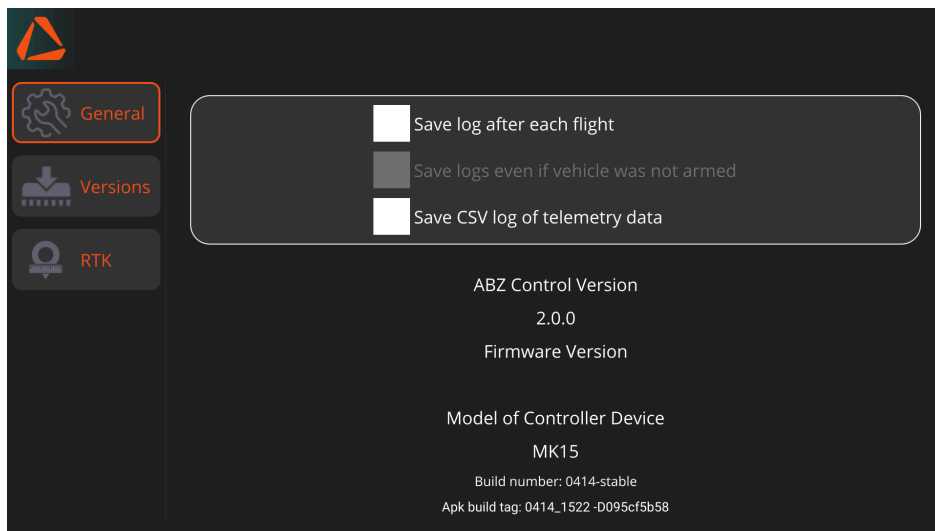 General
Versions
RTK
Save log after each flight
Save logs even if vehicle was not armed
Save CSV log of telemetry data
ABZ Control Version
2.0.0
Firmware Version
Model of Controller Device
MK15
Build number: 0414-stable
Apk build tag: 0414_1522 -D095cf5b58